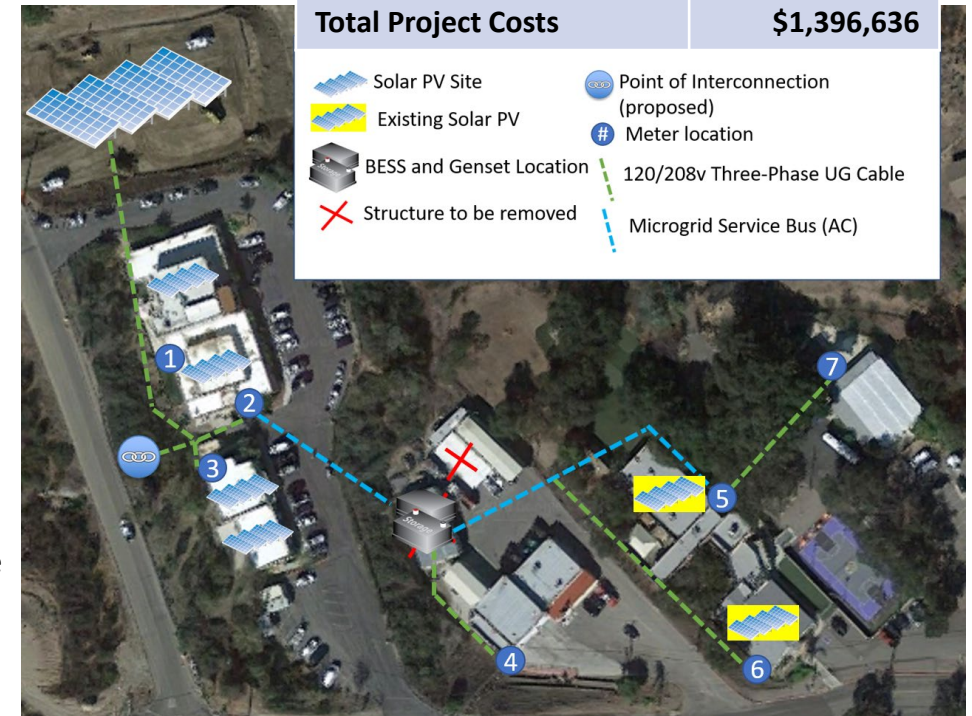 Total Project Costs $1,396,636
Solar PV Site
Existing Solar PV
BESS and Genset Location
Structure to be removed
Point of Interconnection
(proposed)
# Meter location
120/208v Three-Phase UG Cable
Microgrid Service Bus (AC)
1
2
3
4
5
6
7
Storage